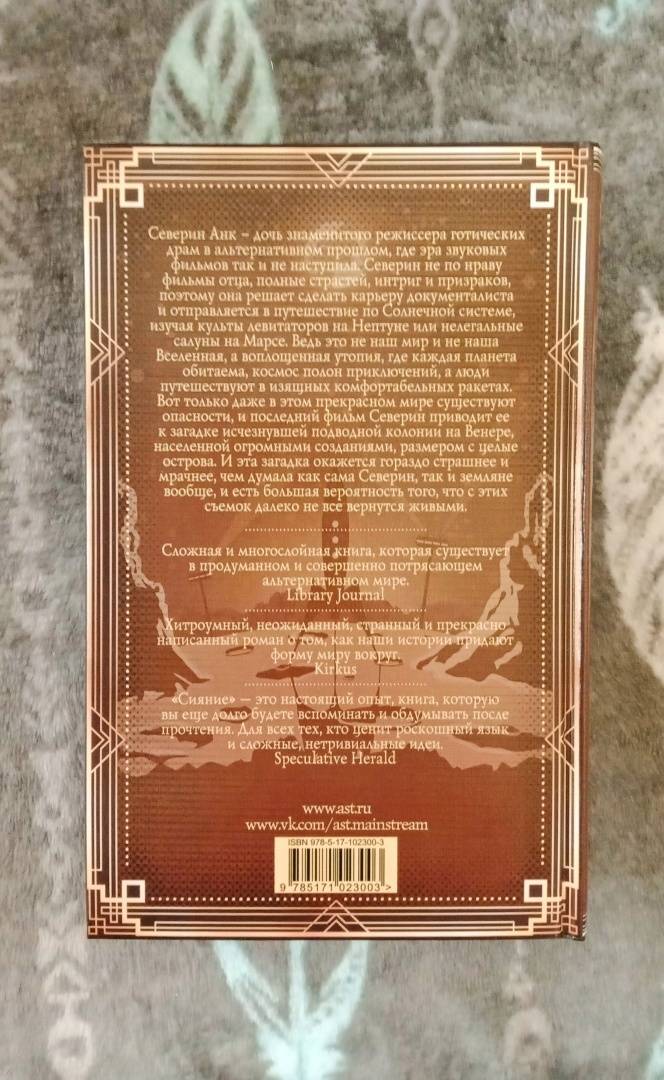 Северин Анк – дочь знаменитого режиссера готических
драм в альтернативном прошлом, где эра звуковых
фильмов так и не наступила. Северин не по нраву
фильмы отца, полные страстей, интриг и призраков,
поэтому она решает сделать карьеру документалиста
и отправляется в путешествие по Солнечной системе,
изучая культы левитаторов на Нептуне или нелегальные
салуны на Марсе. Ведь это не наш мир и не наша
Вселенная, а воплощенная утопия, где каждая планета
обитаема, космос полон приключений, а люди
путешествуют в изящных комфортабельных ракетах.
Вот только даже в этом прекрасном мире существуют
опасности, и последний фильм Северин приводит ее
к загадке исчезнувшей подводной колонии на Венере,
населенной огромными созданиями, размером с целые
острова. И эта загадка окажется гораздо страшнее и
мрачнее, чем думала как сама Северин, так и земляне
вообще, и есть большая вероятность того, что с этих
съемок далеко не все вернутся живыми.
Сложная и многослойная книга, которая существует
в продуманном и совершенно потрясающем
альтернативном мире.
Library Journal
Хитроумный, неожиданный, странный и прекрасно
написанный роман о том, как наши истории придают
форму миру вокруг.
Kirkus
«Сияние» — это настоящий опыт, книга, которую
вы еще долго будете вспоминать и обдумывать после
прочтения. Для всех тех, кто ценит роскошный язык
и сложные, нетривиальные идеи.
Speculative Herald
www.ast.ru
www.vk.com/ast.mainstream
ISBN 978-5-17-102300-3
9 785171 023003 >